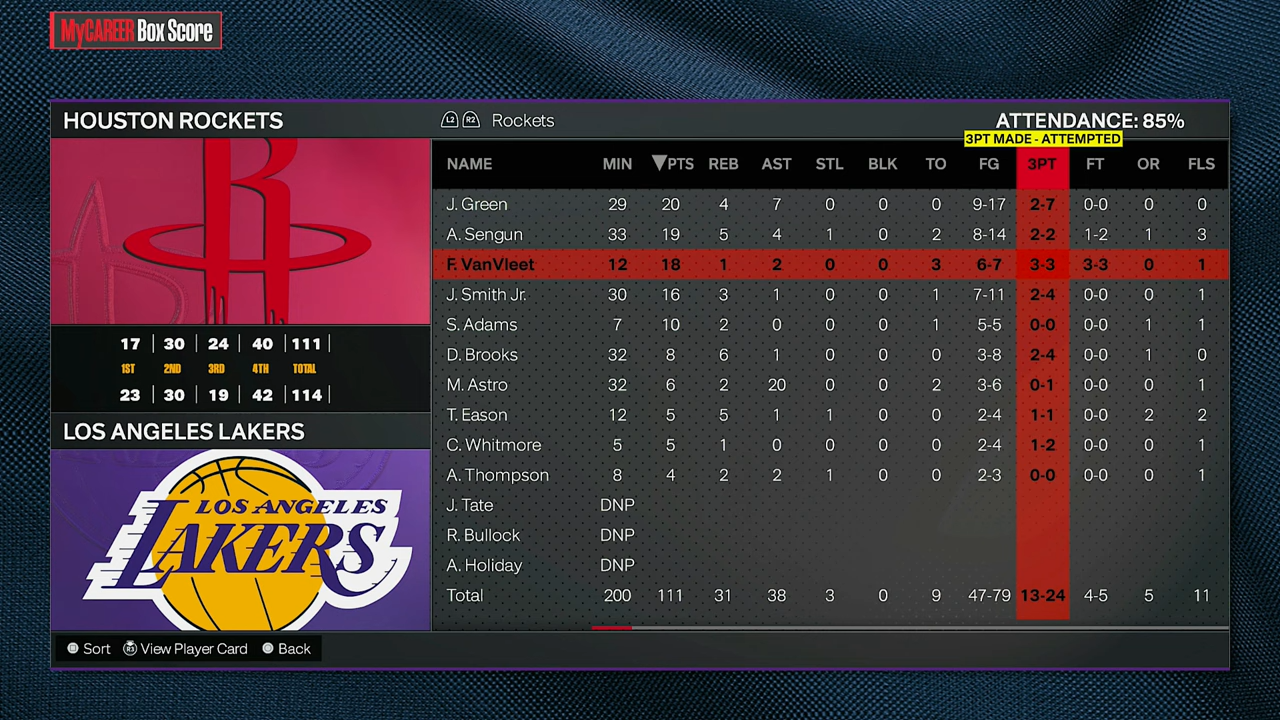 MyCAREER Box Score
HOUSTON ROCKETS
L2 R2 Rockets
ATTENDANCE: 85%
3PT MADE - ATTEMPTED
NAME MIN ▼PTS REB AST STL BLK TO FG 3PT FT OR FLS
J. Green 29 20 4 7 0 0 0 9-17 2-7 0-0 0 0
A. Sengun 33 19 5 4 1 0 2 8-14 2-2 1-2 1 3
F. VanVleet 12 18 1 2 0 0 3 6-7 3-3 3-3 0 1
J. Smith Jr. 30 16 3 1 0 0 1 7-11 2-4 0-0 0 1
S. Adams 7 10 2 0 0 0 1 5-5 0-0 0-0 1 1
D. Brooks 32 8 6 1 0 0 0 3-8 2-4 0-0 1 0
M. Astro 32 6 2 20 0 0 2 3-6 0-1 0-0 0 1
T. Eason 12 5 5 1 1 0 0 2-4 1-1 0-0 2 2
C. Whitmore 5 5 1 0 0 0 0 2-4 1-2 0-0 0 1
A. Thompson 8 4 2 2 1 0 0 2-3 0-0 0-0 0 1
J. Tate DNP
R. Bullock DNP
A. Holiday DNP
Total 200 111 31 38 3 0 9 47-79 13-24 4-5 5 11
17 30 24 40 111
1ST 2ND 3RD 4TH TOTAL
23 30 19 42 114
LOS ANGELES LAKERS
LOS ANGELES
LAKERS
Sort R3 View Player Card Back